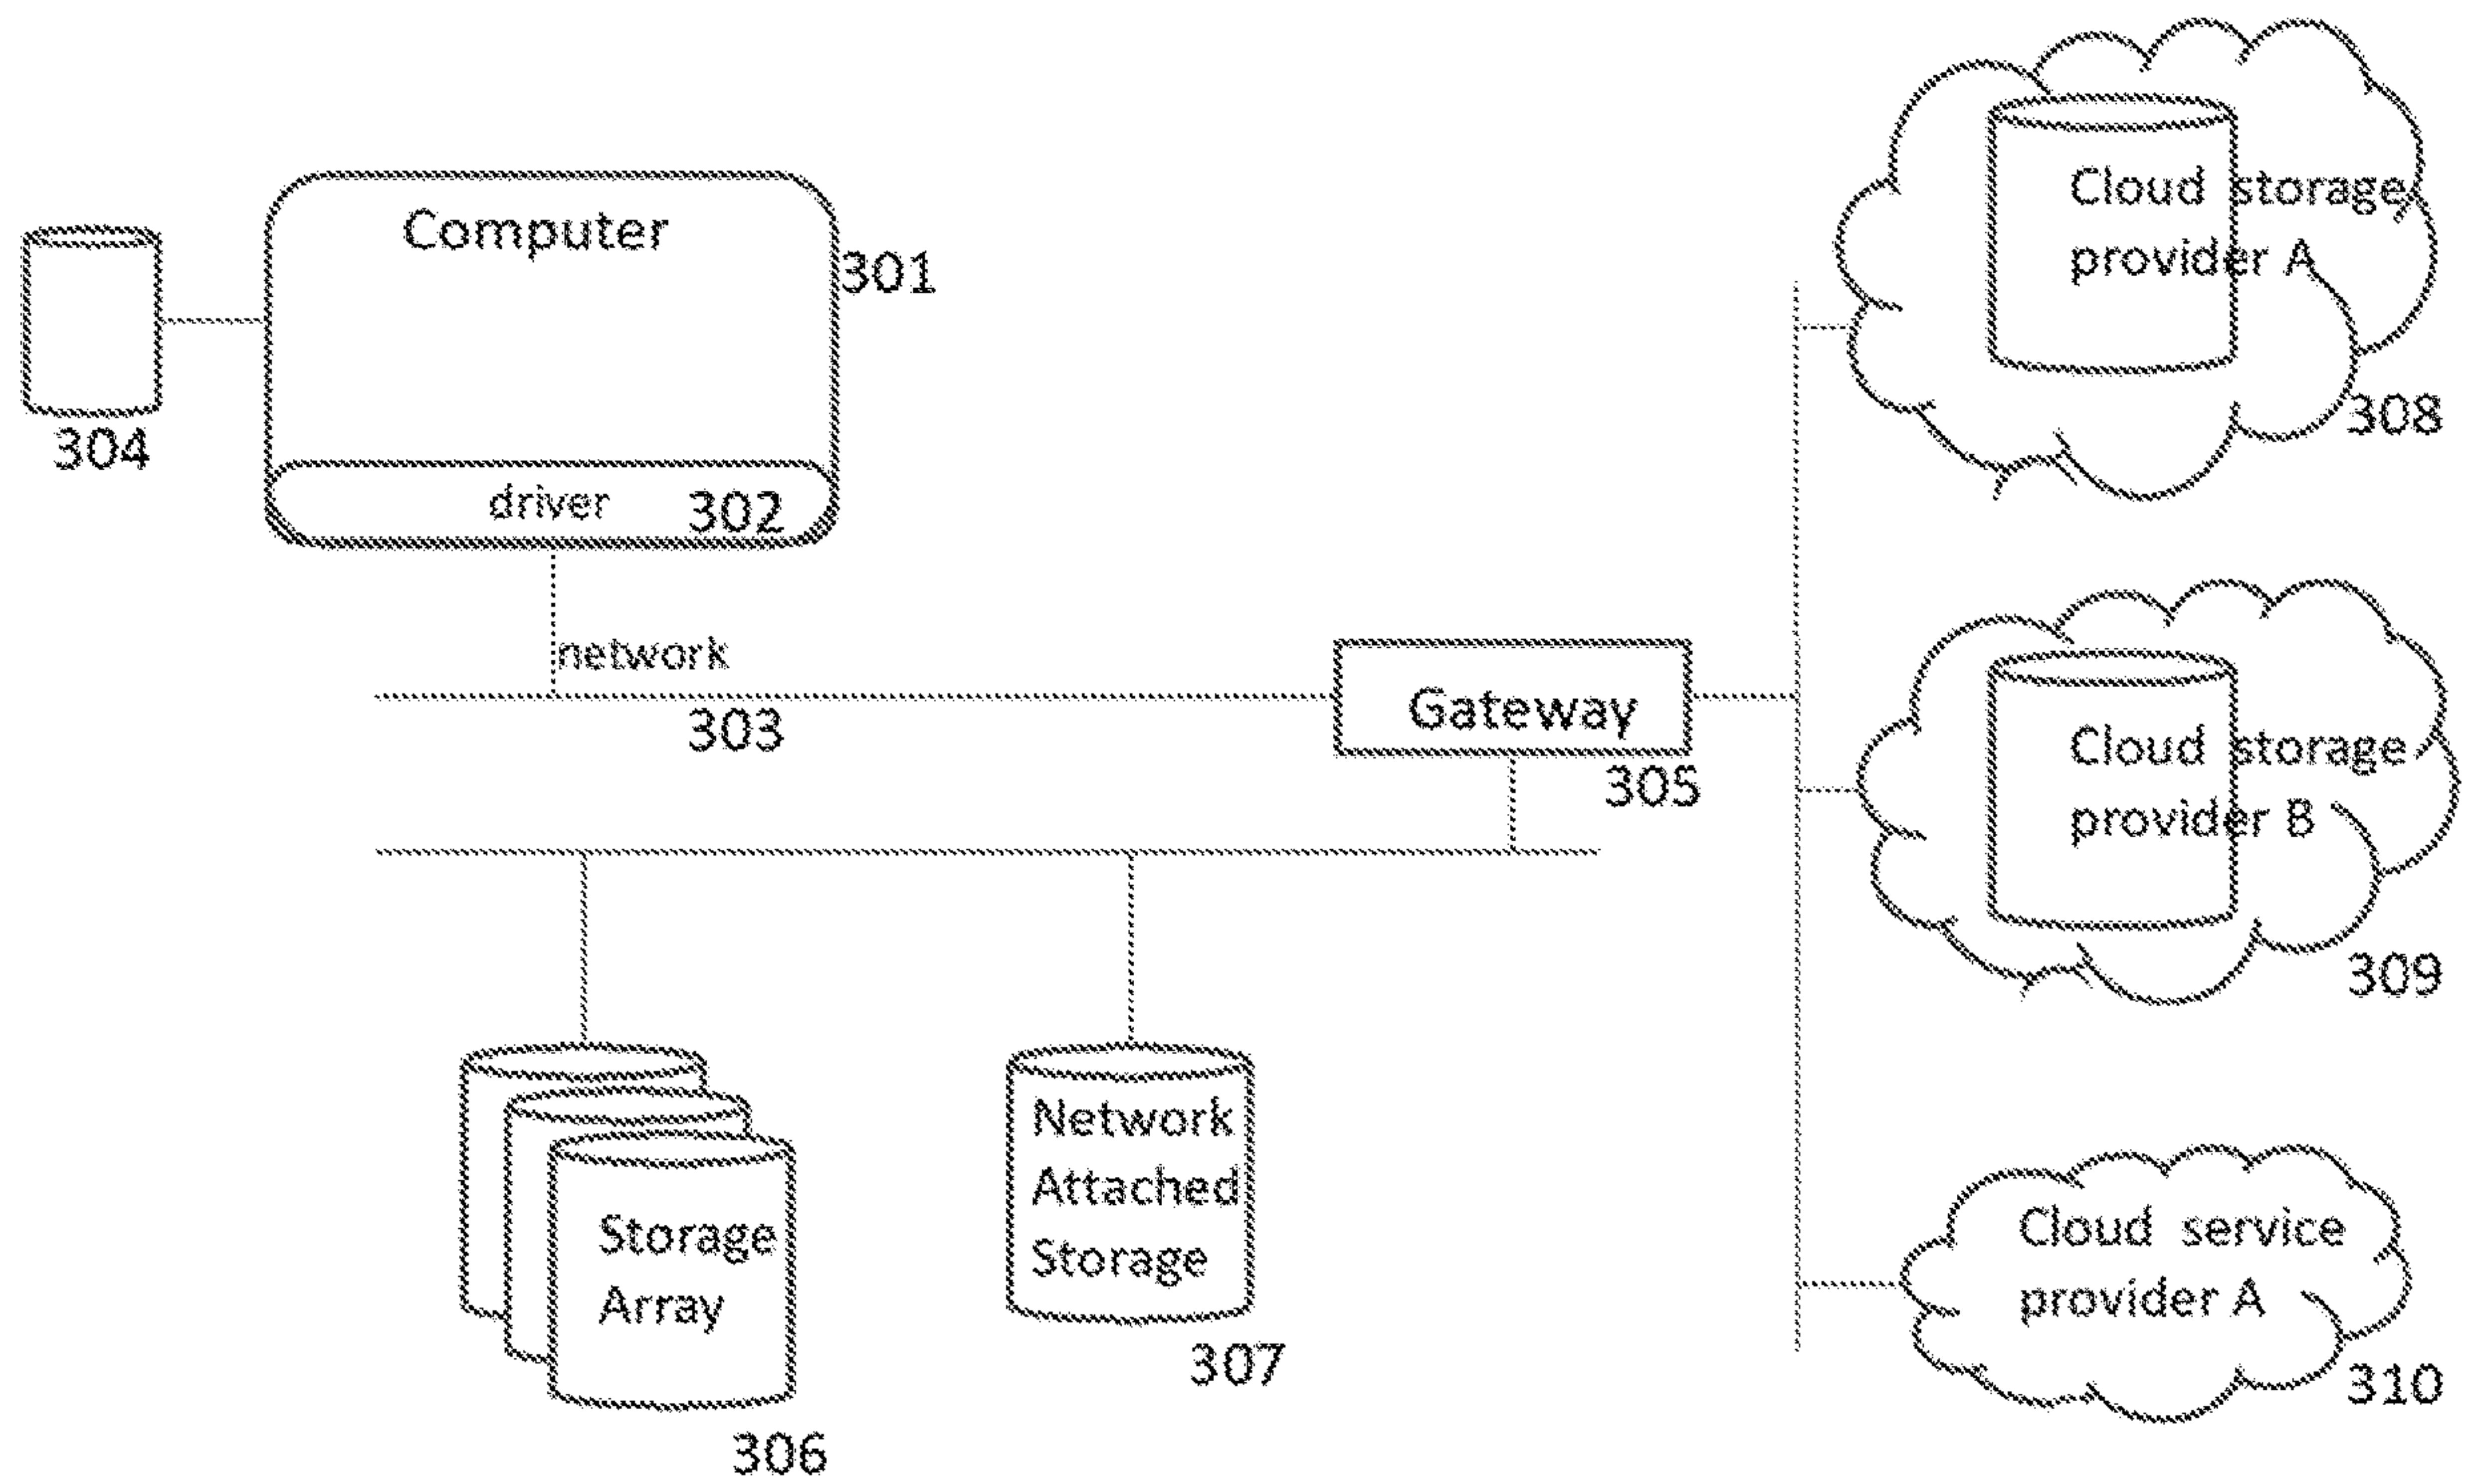 Computer
301
304
driver 302
network
303
Gateway
305
Cloud storage
provider A
308
Cloud storage
provider B
309
Storage
Array
306
Network
Attached
Storage
307
Cloud service
provider A
310